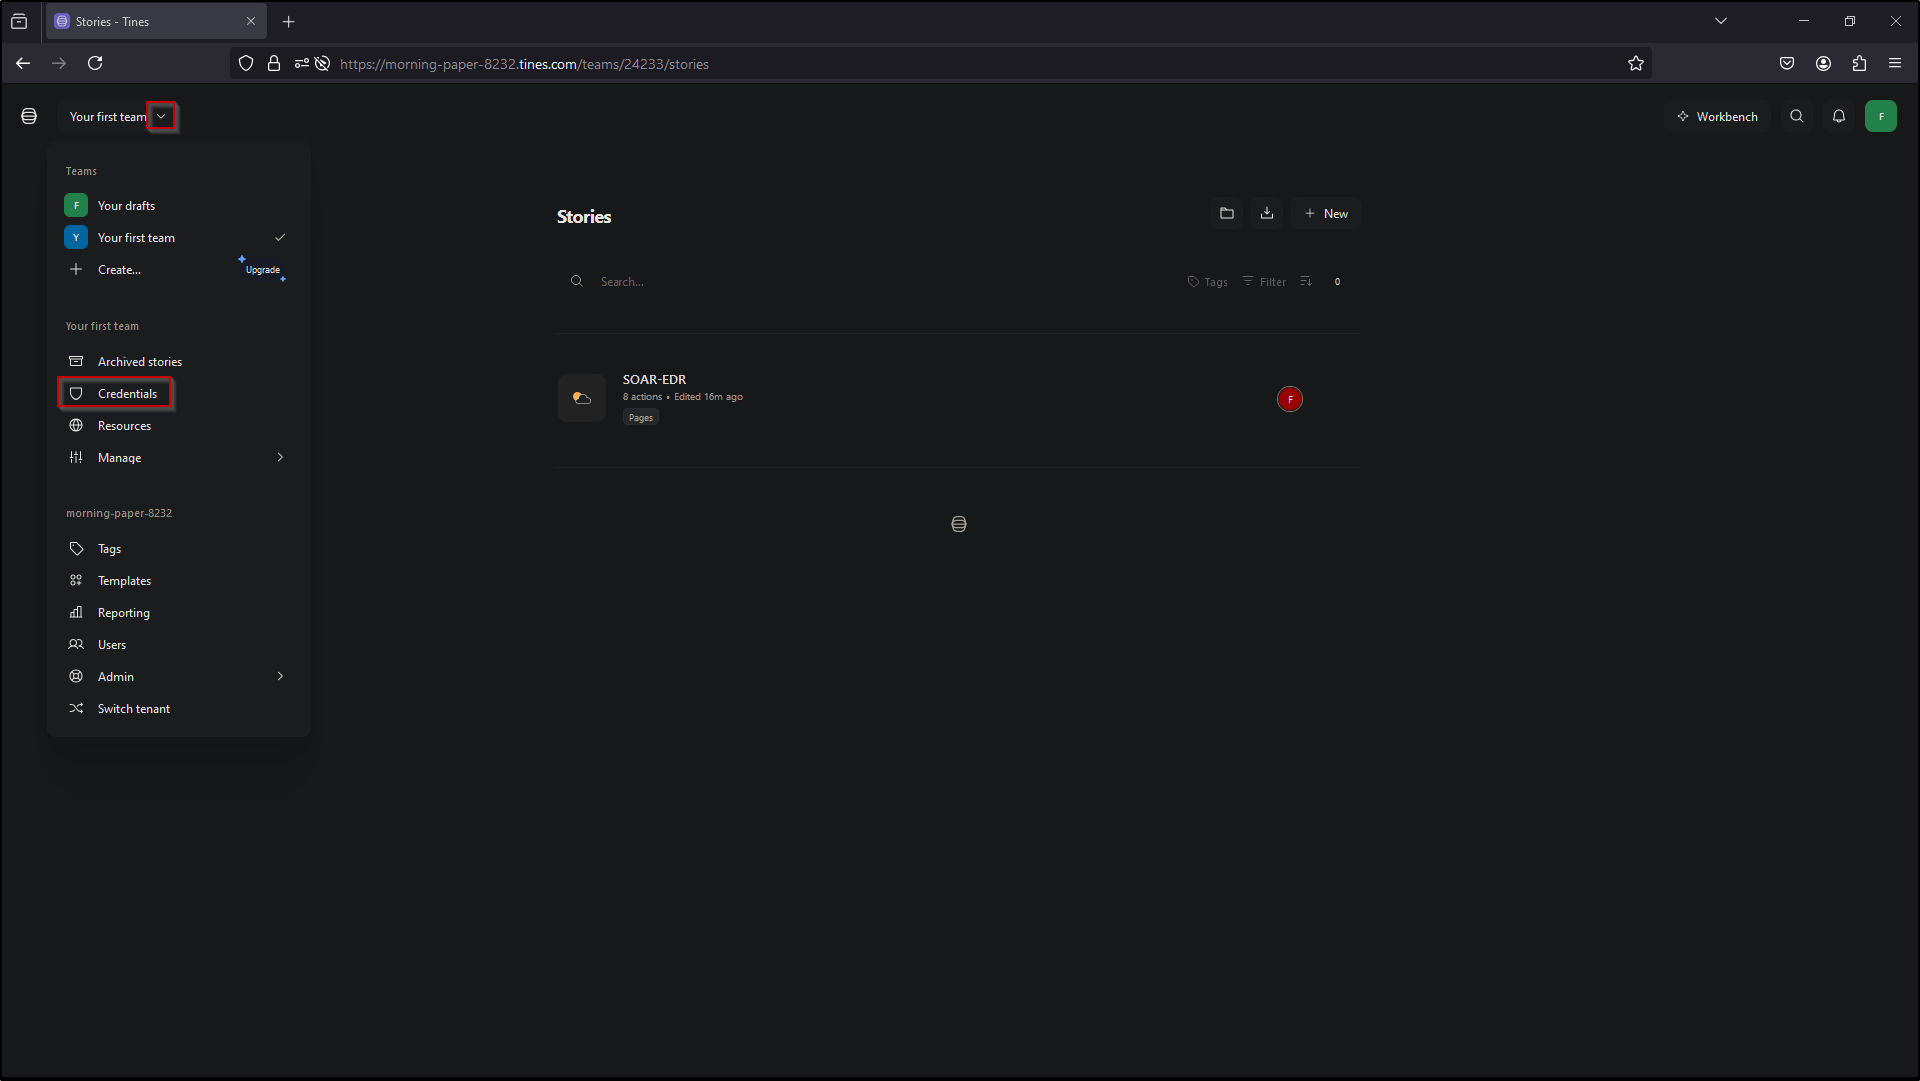 Stories - Tines
https://morning-paper-8232.tines.com/teams/24233/stories
Your first team
Workbench
F
Teams
F Your drafts
Y Your first team
Create...
Upgrade
Your first team
Archived stories
Credentials
Resources
Manage
morning-paper-8232
Tags
Templates
Reporting
Users
Admin
Switch tenant
Stories
New
Search...
Tags
Filter
0
SOAR-EDR
8 actions • Edited 16m ago
Pages
F